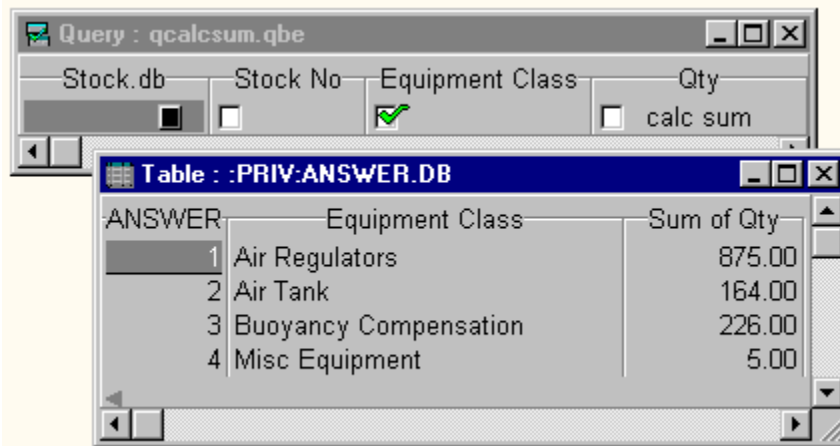 Query : qcalcsum.qbe
Stock.db Stock No Equipment Class Qty
calc sum
Table : :PRIV:ANSWER.DB
ANSWER Equipment Class Sum of Qty
1 Air Regulators 875.00
2 Air Tank 164.00
3 Buoyancy Compensation 226.00
4 Misc Equipment 5.00